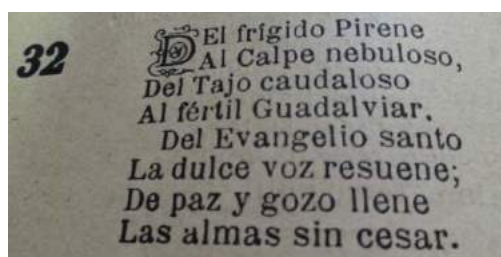 32
DEl frígido Pirene
Al Calpe nebuloso,
Del Tajo caudaloso
Al fértil Guadalviar.
Del Evangelio santo
La dulce voz resuene;
De paz y gozo llene
Las almas sin cesar.